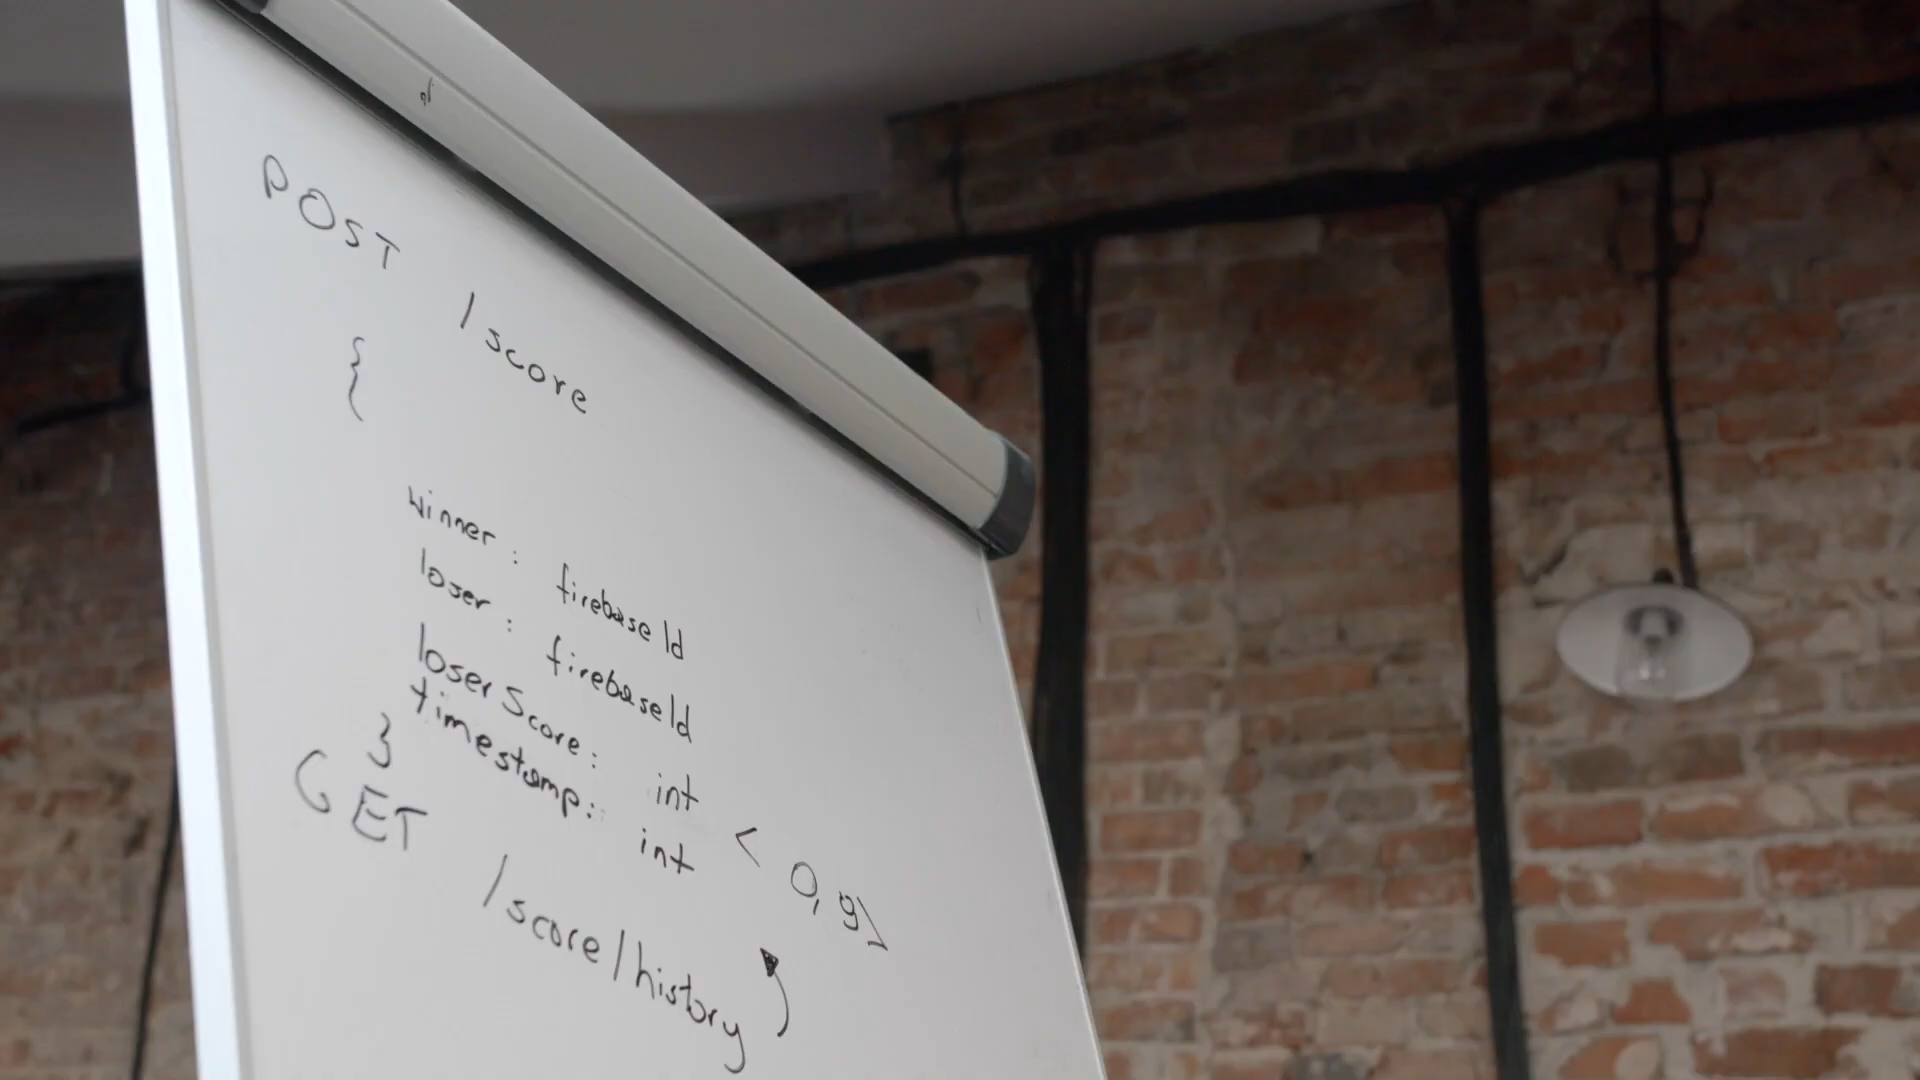 POST /score
{
winner : firebaseId
loser : firebaseId
loserScore : int <0,9>
timestamp : int
}
GET /score/history